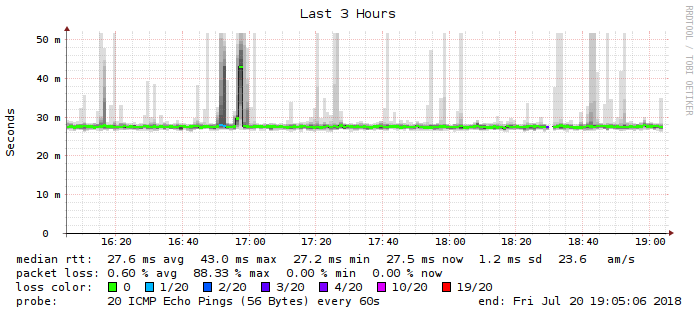 Last 3 Hours
RRDTOOL / TOBI OETIKER
Seconds
50 m
40 m
30 m
20 m
10 m
0
16:20 16:40 17:00 17:20 17:40 18:00 18:20 18:40 19:00
median rtt: 27.6 ms avg 43.0 ms max 27.2 ms min 27.5 ms now 1.2 ms sd 23.6 am/s
packet loss: 0.60 % avg 88.33 % max 0.00 % min 0.00 % now
loss color: 0 1/20 2/20 3/20 4/20 10/20 19/20
probe: 20 ICMP Echo Pings (56 Bytes) every 60s end: Fri Jul 20 19:05:06 2018